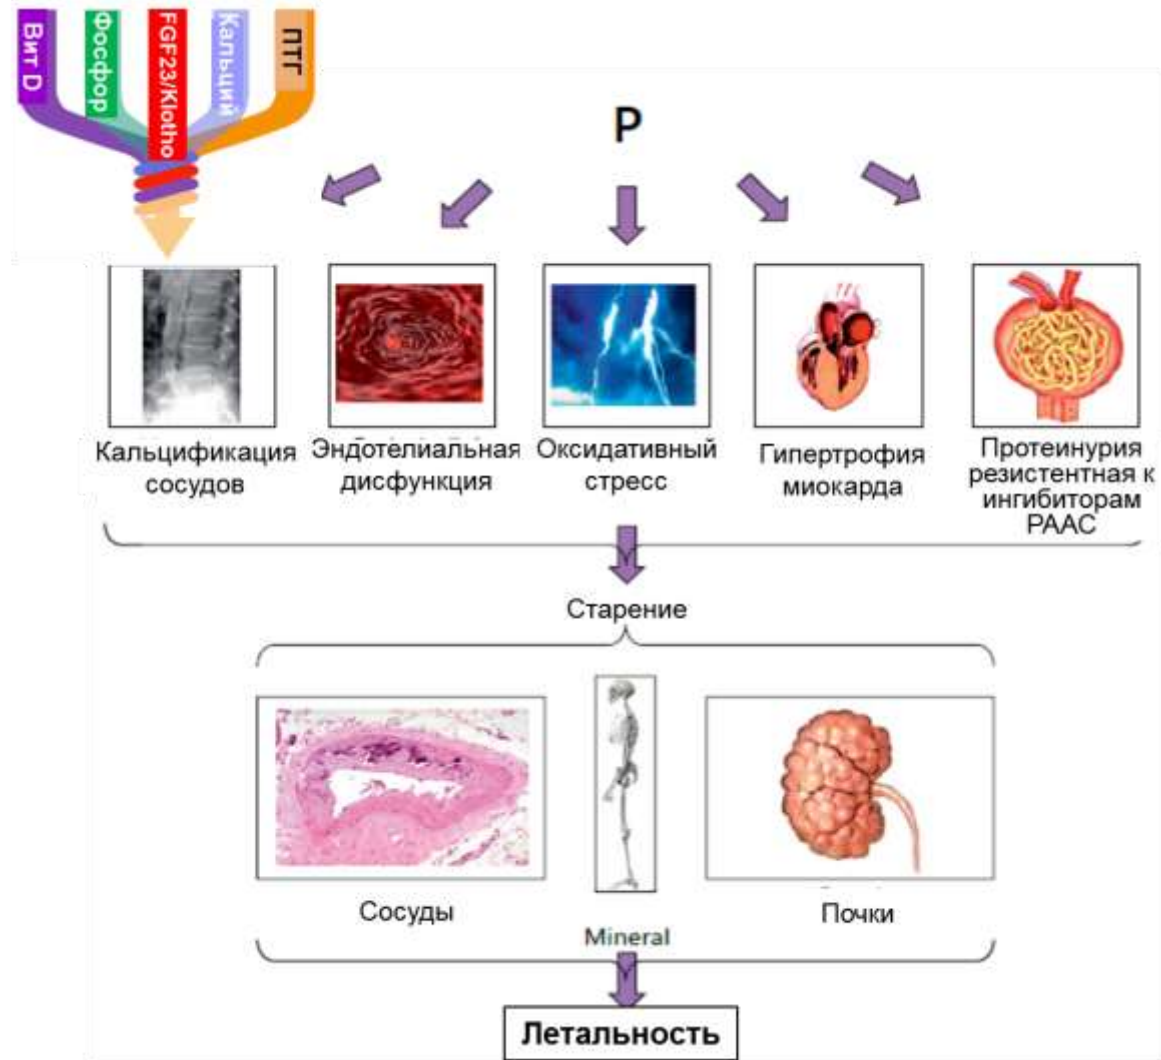 Вит D
Фосфор
FGF23/Klotho
Кальций
ПТГ
P
Кальцификация
сосудов
Эндотелиальная
дисфункция
Оксидативный
стресс
Гипертрофия
миокарда
Протеинурия
резистентная к
ингибиторам
РААС
Старение
Сосуды
Mineral
Почки
Летальность